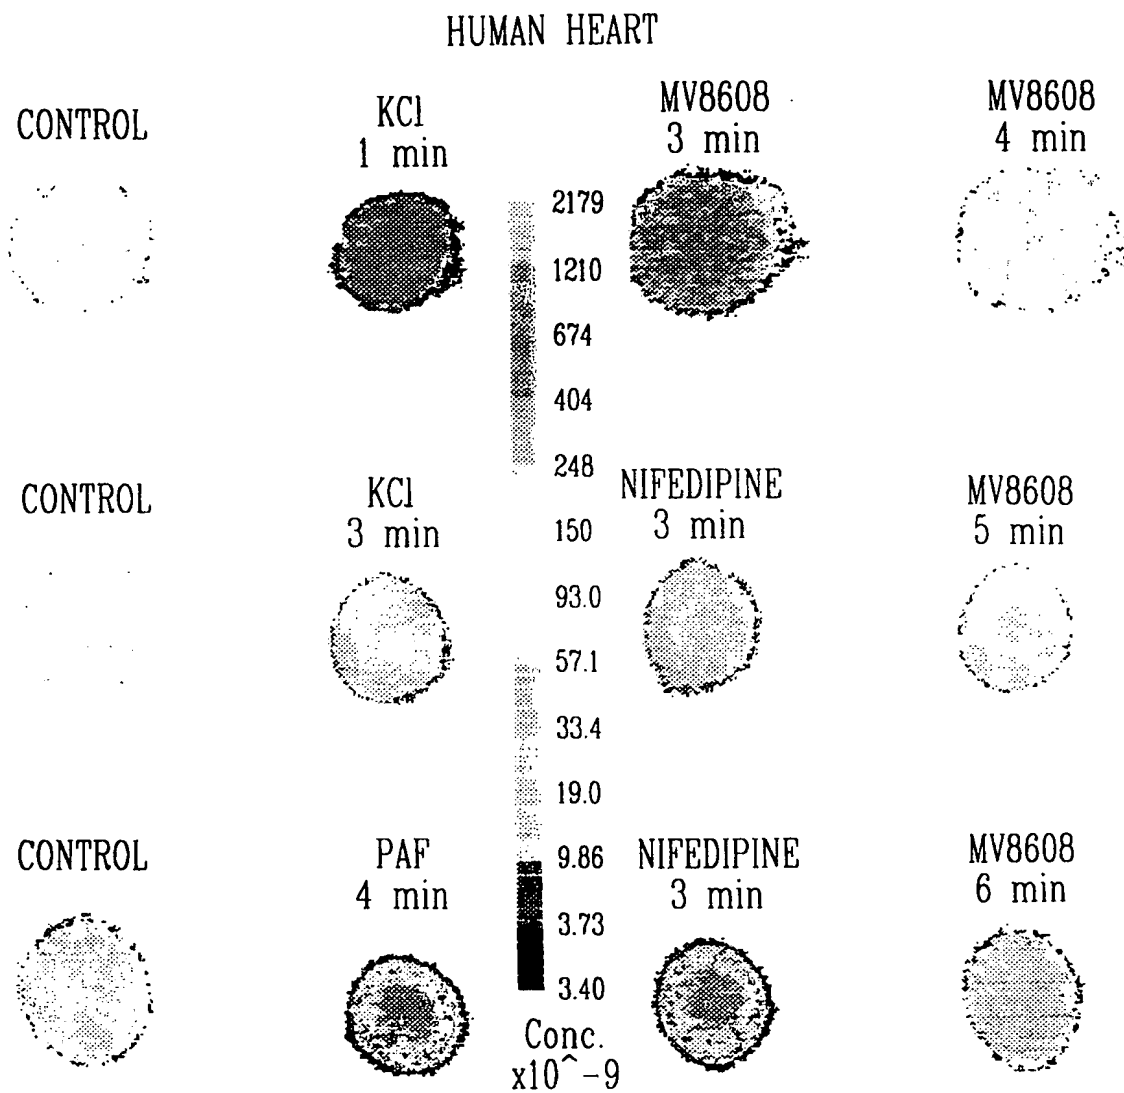 HUMAN HEART
CONTROL
KCl
1 min
MV8608
3 min
MV8608
4 min
2179
1210
674
404
248
150
93.0
57.1
33.4
19.0
9.86
3.73
3.40
Conc.
x10^-9
CONTROL
KCl
3 min
NIFEDIPINE
3 min
MV8608
5 min
CONTROL
PAF
4 min
NIFEDIPINE
3 min
MV8608
6 min